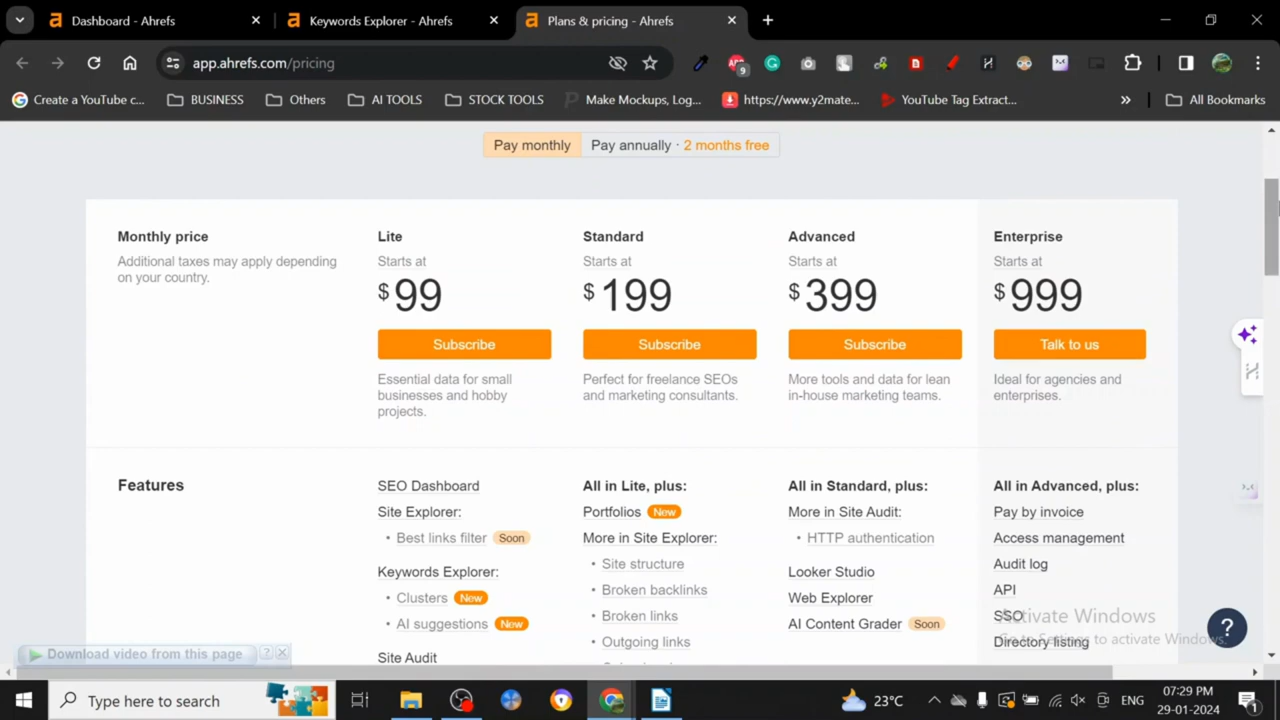 Dashboard - Ahrefs
Keywords Explorer - Ahrefs
Plans & pricing - Ahrefs
app.ahrefs.com/pricing
9
Create a YouTube c...
BUSINESS
Others
AI TOOLS
STOCK TOOLS
Make Mockups, Log...
https://www.y2mate...
YouTube Tag Extract...
All Bookmarks
Pay monthly
Pay annually · 2 months free
Monthly price
Additional taxes may apply depending
on your country.
Lite
Starts at
$ 99
Subscribe
Essential data for small
businesses and hobby
projects.
Standard
Starts at
$ 199
Subscribe
Perfect for freelance SEOs
and marketing consultants.
Advanced
Starts at
$ 399
Subscribe
More tools and data for lean
in-house marketing teams.
Enterprise
Starts at
$ 999
Talk to us
Ideal for agencies and
enterprises.
Features
SEO Dashboard
Site Explorer:
• Best links filter Soon
Keywords Explorer:
• Clusters New
• AI suggestions New
Site Audit
All in Lite, plus:
Portfolios New
More in Site Explorer:
• Site structure
• Broken backlinks
• Broken links
• Outgoing links
All in Standard, plus:
More in Site Audit:
• HTTP authentication
Looker Studio
Web Explorer
AI Content Grader Soon
All in Advanced, plus:
Pay by invoice
Access management
Audit log
API
SSO
Directory listing
Activate Windows
Go to Settings to activate Windows.
?
Download video from this page ?
Type here to search
23°C
ENG
07:29 PM
29-01-2024
1